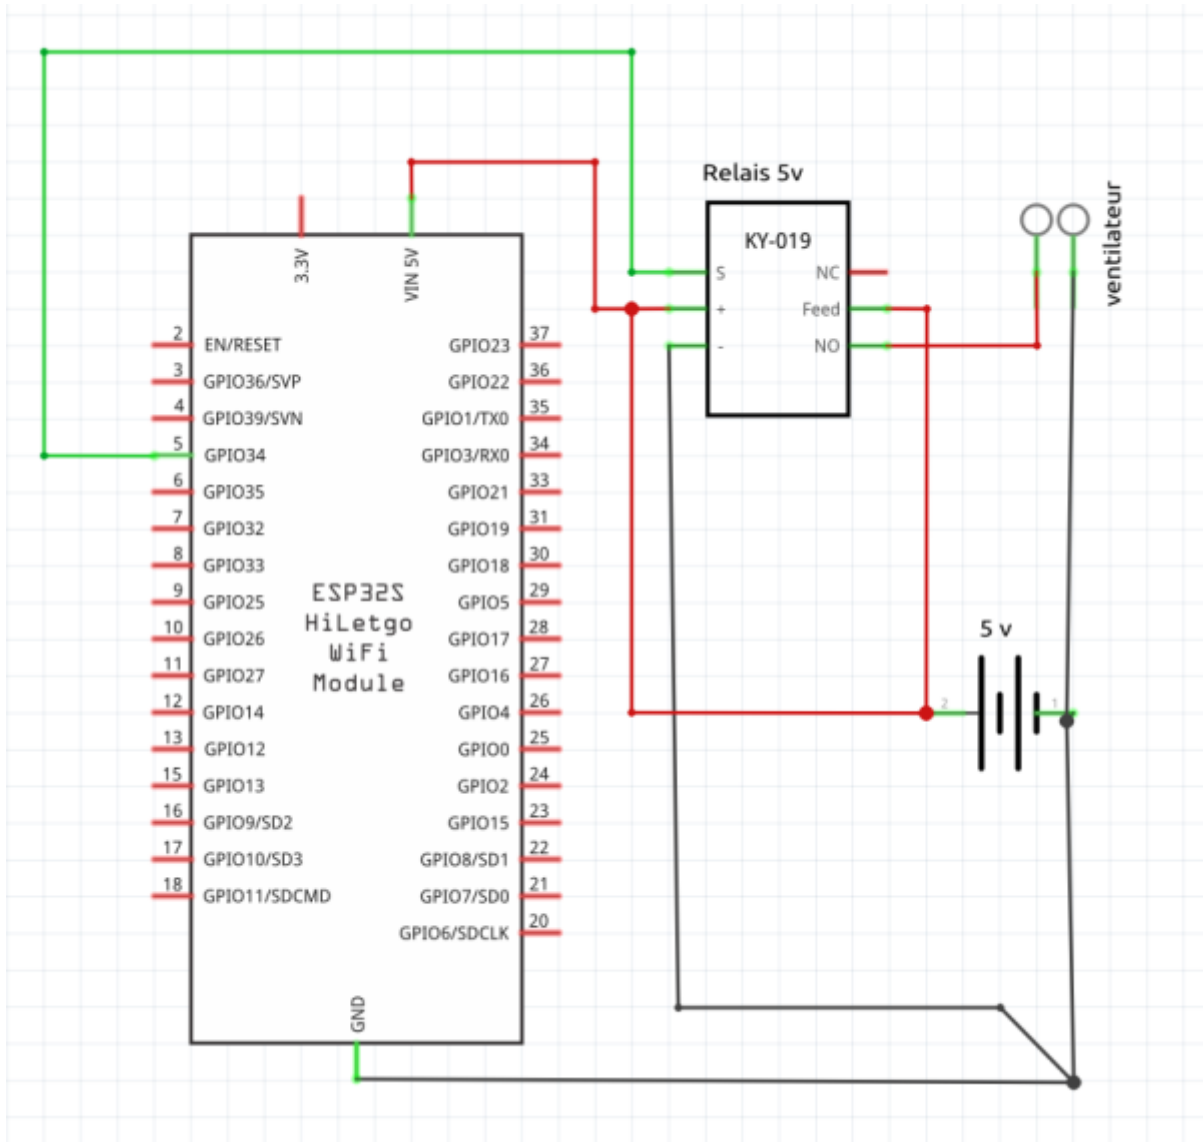 Relais 5v
KY-019
S
+
-
NC
Feed
NO
ventilateur
3.3V
VIN 5V
2 EN/RESET
3 GPIO36/SVP
4 GPIO39/SVN
5 GPIO34
6 GPIO35
7 GPIO32
8 GPIO33
9 GPIO25
10 GPIO26
11 GPIO27
12 GPIO14
13 GPIO12
15 GPIO13
16 GPIO9/SD2
17 GPIO10/SD3
18 GPIO11/SDCMD
GPIO23 37
GPIO22 36
GPIO1/TX0 35
GPIO3/RX0 34
GPIO21 33
GPIO19 31
GPIO18 30
GPIO5 29
GPIO17 28
GPIO16 27
GPIO4 26
GPIO0 25
GPIO2 24
GPIO15 23
GPIO8/SD1 22
GPIO7/SD0 21
GPIO6/SDCLK 20
ESP32S
HiLetgo
WiFi
Module
GND
5 v
2
1